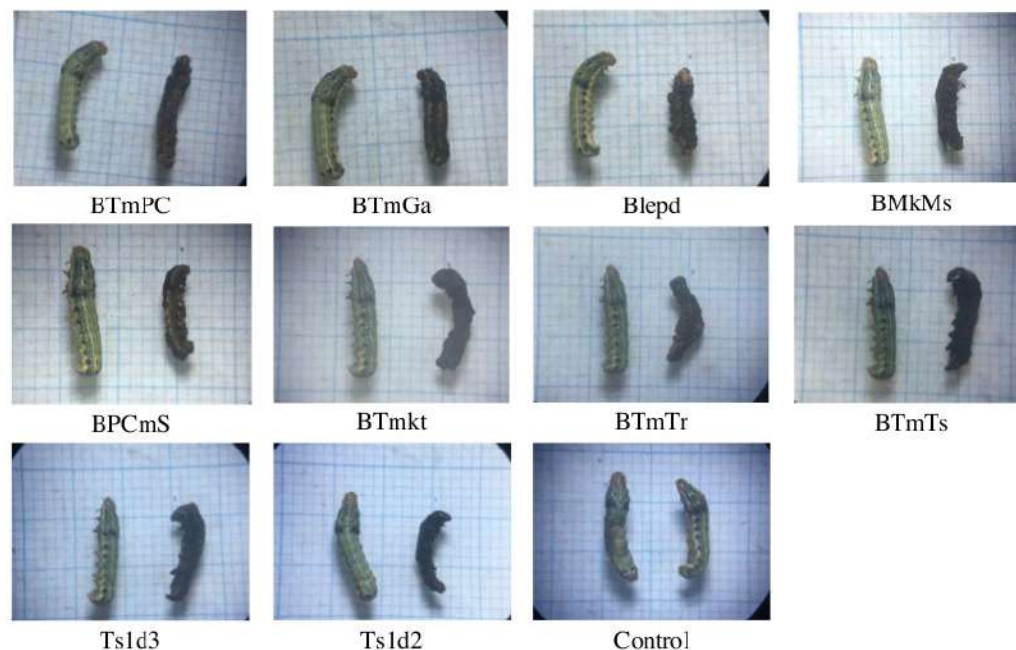 BTmPC
BTmGa
Blepd
BMkMs
BPCmS
BTmkt
BTmTr
BTmTs
Ts1d3
Ts1d2
Control